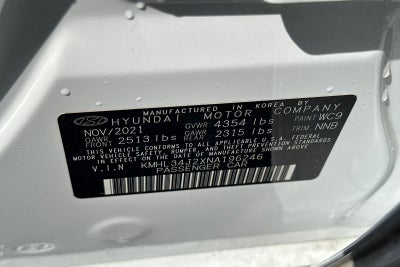 MANUFACTURED IN KOREA BY
HYUNDAI MOTOR COMPANY
NOV/2021 GVWR 4354 lbs PAINT WC9
GAWR FRONT 2513 lbs GAWR REAR 2315 lbs TRIM NNB
THIS VEHICLE CONFORMS TO ALL APPLICABLE U.S.A. FEDERAL
MOTOR VEHICLE SAFETY, BUMPER, AND THEFT PREVENTION
STANDARDS IN EFFECT ON THE DATE OF MANUFACTURE SHOWN ABOVE.
V.I.N KMHL34J2XNA196246
PASSENGER CAR